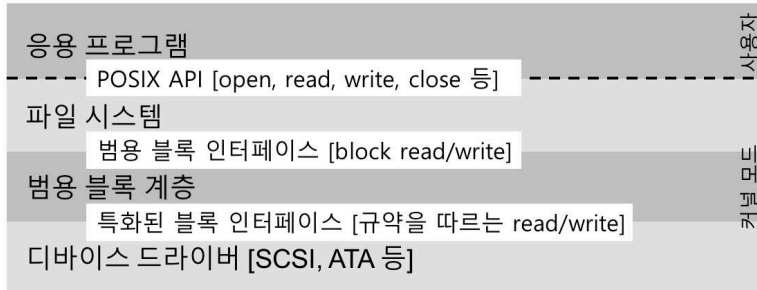 응용 프로그램
POSIX API [open, read, write, close 등]
파일 시스템
범용 블록 인터페이스 [block read/write]
범용 블록 계층
특화된 블록 인터페이스 [규약을 따르는 read/write]
디바이스 드라이버 [SCSI, ATA 등]
사용자
커널 모드